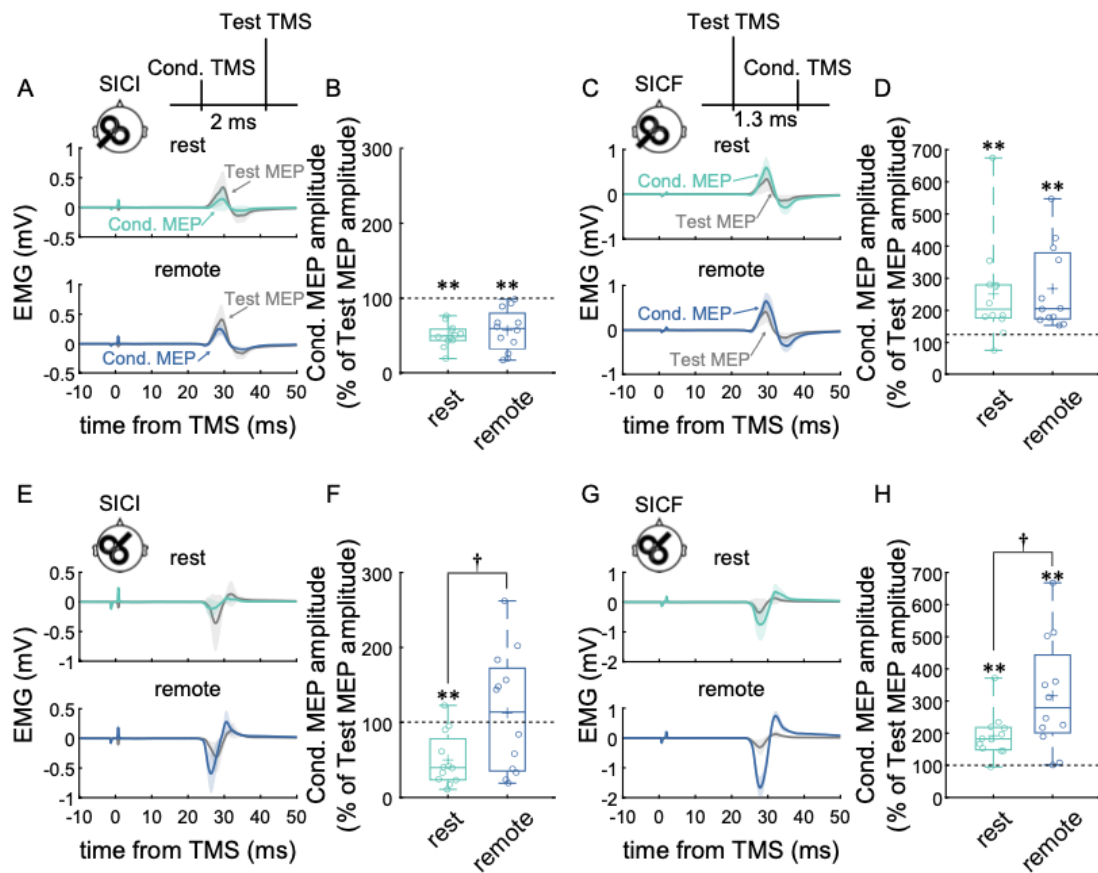 Test TMS
Cond. TMS
A
SICI
2 ms
rest
1
0.5
0
-0.5
Test MEP
Cond. MEP
EMG (mV)
remote
1
0.5
0
-0.5
Test MEP
Cond. MEP
-10 0 10 20 30 40 50
time from TMS (ms)
B
Cond. MEP amplitude
(% of Test MEP amplitude)
300
200
100
0
** **
rest
remote
Test TMS
Cond. TMS
C
SICF
1.3 ms
rest
1
0
-1
Cond. MEP
Test MEP
EMG (mV)
remote
1
0
-1
Cond. MEP
Test MEP
-10 0 10 20 30 40 50
time from TMS (ms)
D
Cond. MEP amplitude
(% of Test MEP amplitude)
700
600
500
400
300
200
100
0
**
**
rest
remote
E
SICI
rest
0.5
0
-0.5
-1
EMG (mV)
remote
0.5
0
-0.5
-1
-10 0 10 20 30 40 50
time from TMS (ms)
F
Cond. MEP amplitude
(% of Test MEP amplitude)
300
200
100
0
†
**
rest
remote
G
SICF
rest
1
0
-1
-2
EMG (mV)
remote
1
0
-1
-2
-10 0 10 20 30 40 50
time from TMS (ms)
H
Cond. MEP amplitude
(% of Test MEP amplitude)
700
600
500
400
300
200
100
0
†
**
**
rest
remote